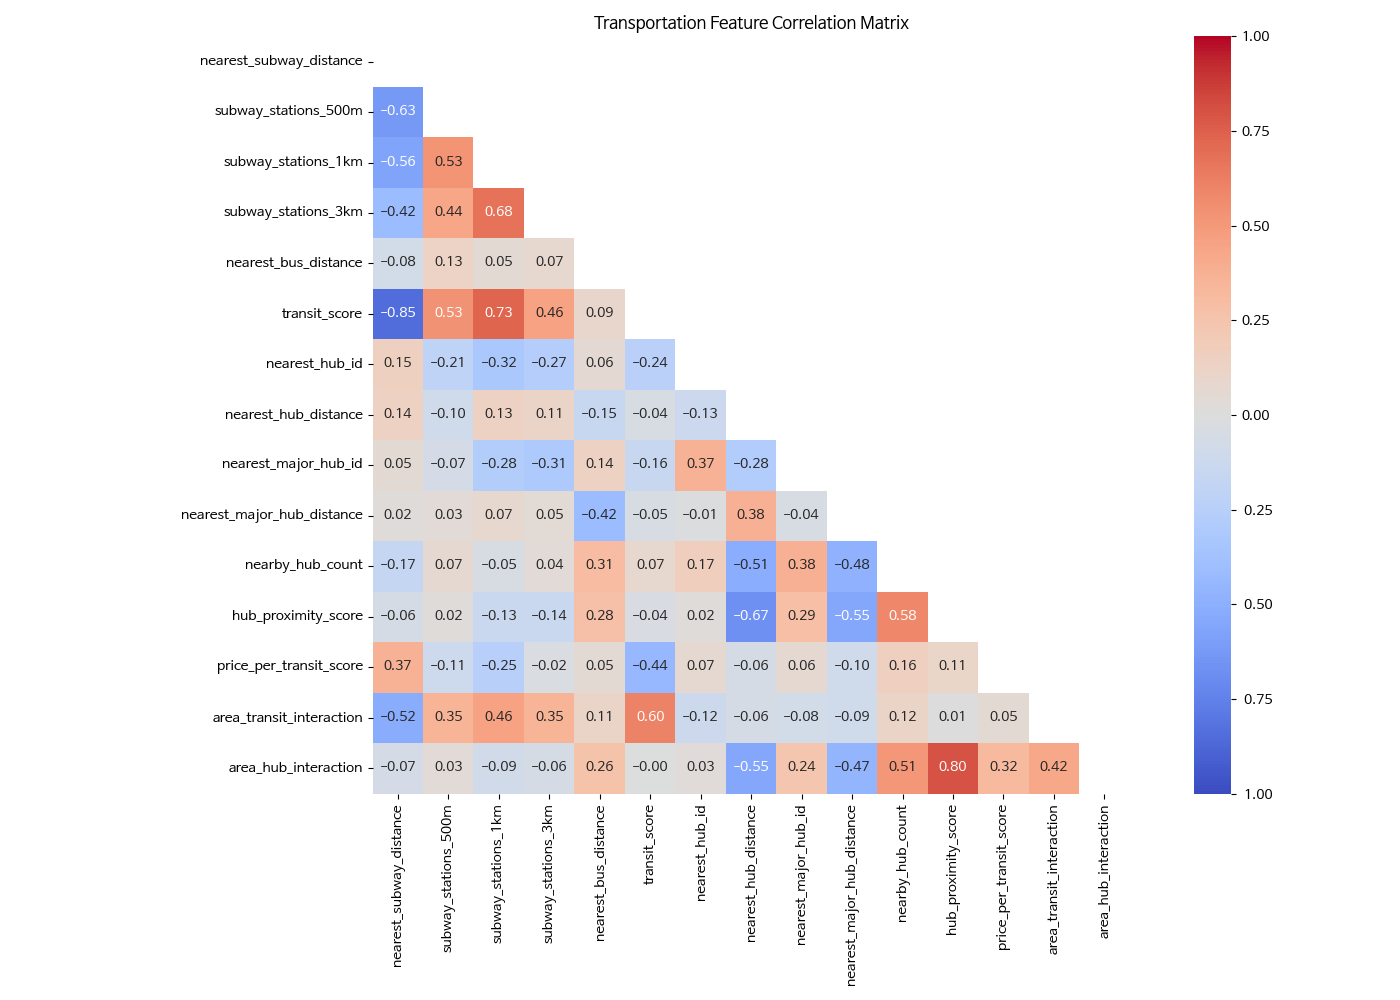 Transportation Feature Correlation Matrix
nearest_subway_distance
subway_stations_500m −0.63
subway_stations_1km −0.56 0.53
subway_stations_3km −0.42 0.44 0.68
nearest_bus_distance −0.08 0.13 0.05 0.07
transit_score −0.85 0.53 0.73 0.46 0.09
nearest_hub_id 0.15 −0.21 −0.32 −0.27 0.06 −0.24
nearest_hub_distance 0.14 −0.10 0.13 0.11 −0.15 −0.04 −0.13
nearest_major_hub_id 0.05 −0.07 −0.28 −0.31 0.14 −0.16 0.37 −0.28
nearest_major_hub_distance 0.02 0.03 0.07 0.05 −0.42 −0.05 −0.01 0.38 −0.04
nearby_hub_count −0.17 0.07 −0.05 0.04 0.31 0.07 0.17 −0.51 0.38 −0.48
hub_proximity_score −0.06 0.02 −0.13 −0.14 0.28 −0.04 0.02 −0.67 0.29 −0.55 0.58
price_per_transit_score 0.37 −0.11 −0.25 −0.02 0.05 −0.44 0.07 −0.06 0.06 −0.10 0.16 0.11
area_transit_interaction −0.52 0.35 0.46 0.35 0.11 0.60 −0.12 −0.06 −0.08 −0.09 0.12 0.01 0.05
area_hub_interaction −0.07 0.03 −0.09 −0.06 0.26 −0.00 0.03 −0.55 0.24 −0.47 0.51 0.80 0.32 0.42
nearest_subway_distance
subway_stations_500m
subway_stations_1km
subway_stations_3km
nearest_bus_distance
transit_score
nearest_hub_id
nearest_hub_distance
nearest_major_hub_id
nearest_major_hub_distance
nearby_hub_count
hub_proximity_score
price_per_transit_score
area_transit_interaction
area_hub_interaction
1.00
0.75
0.50
0.25
0.00
0.25
0.50
0.75
1.00